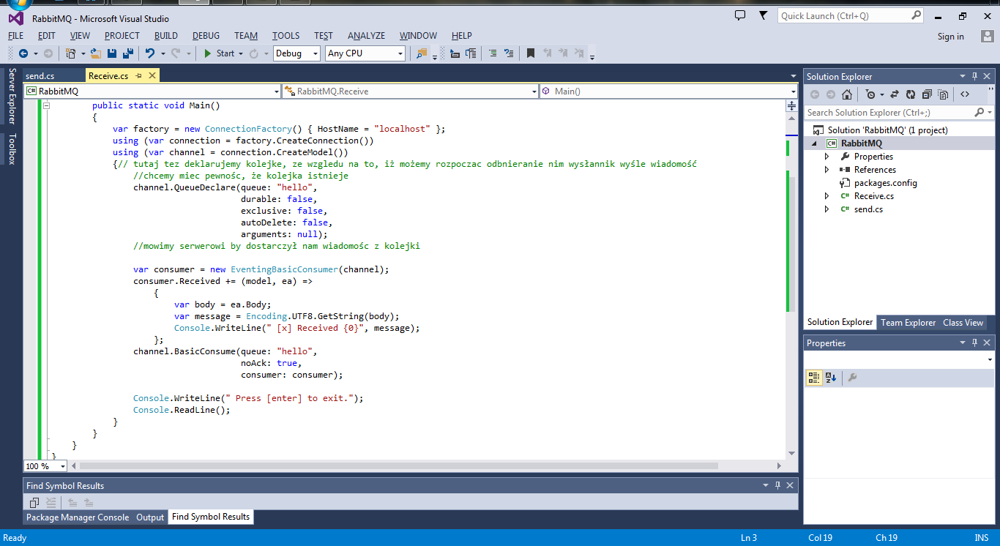 RabbitMQ - Microsoft Visual Studio
Quick Launch (Ctrl+Q)
FILE EDIT VIEW PROJECT BUILD DEBUG TEAM TOOLS TEST ANALYZE WINDOW HELP
Sign in
Start Debug Any CPU
Server Explorer
Toolbox
send.cs Receive.cs
RabbitMQ RabbitMQ.Receive Main()
public static void Main()
{
var factory = new ConnectionFactory() { HostName = "localhost" };
using (var connection = factory.CreateConnection())
using (var channel = connection.CreateModel())
{// tutaj tez deklarujemy kolejke, ze wzgledu na to, iż możemy rozpoczac odbnieranie nim wysłannik wyśle wiadomość
//chcemy miec pewnośc, że kolejka istnieje
channel.QueueDeclare(queue: "hello",
durable: false,
exclusive: false,
autoDelete: false,
arguments: null);
//mowimy serwerowi by dostarczył nam wiadomośc z kolejki
var consumer = new EventingBasicConsumer(channel);
consumer.Received += (model, ea) =>
{
var body = ea.Body;
var message = Encoding.UTF8.GetString(body);
Console.WriteLine(" [x] Received {0}", message);
};
channel.BasicConsume(queue: "hello",
noAck: true,
consumer: consumer);
Console.WriteLine(" Press [enter] to exit.");
Console.ReadLine();
}
}
}
}
100 %
Solution Explorer
Search Solution Explorer (Ctrl+;)
Solution 'RabbitMQ' (1 project)
RabbitMQ
Properties
References
packages.config
Receive.cs
send.cs
Solution Explorer Team Explorer Class View
Properties
Find Symbol Results
Package Manager Console Output Find Symbol Results
Ready Ln 3 Col 19 Ch 19 INS